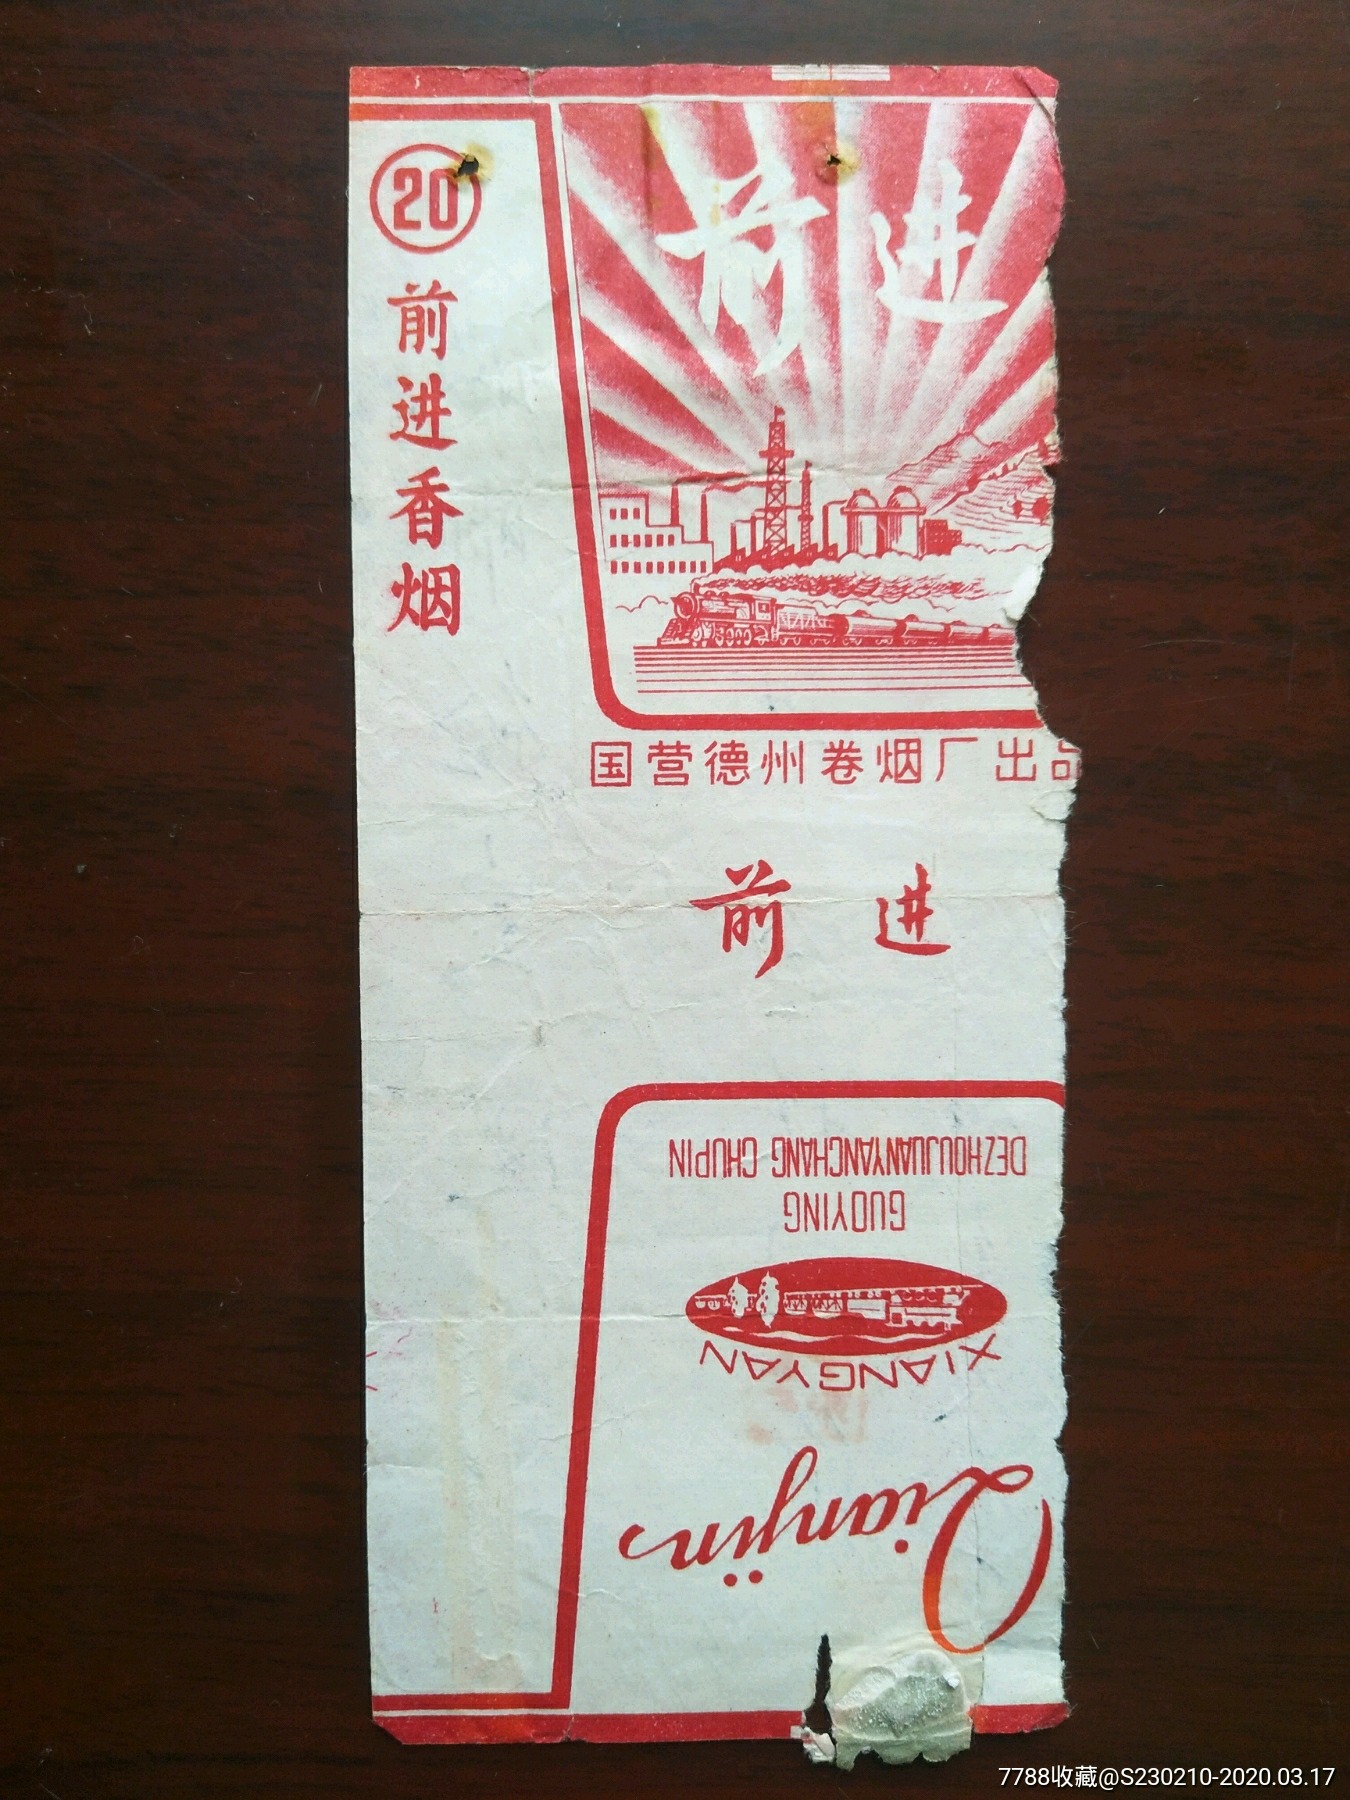 20
前进香烟
前进
国营德州卷烟厂出品
前进
DEZHOUJUANYANCHANG CHUPIN
GUOYING
XIANGYAN
Qianjin
7788收藏@S230210-2020.03.17